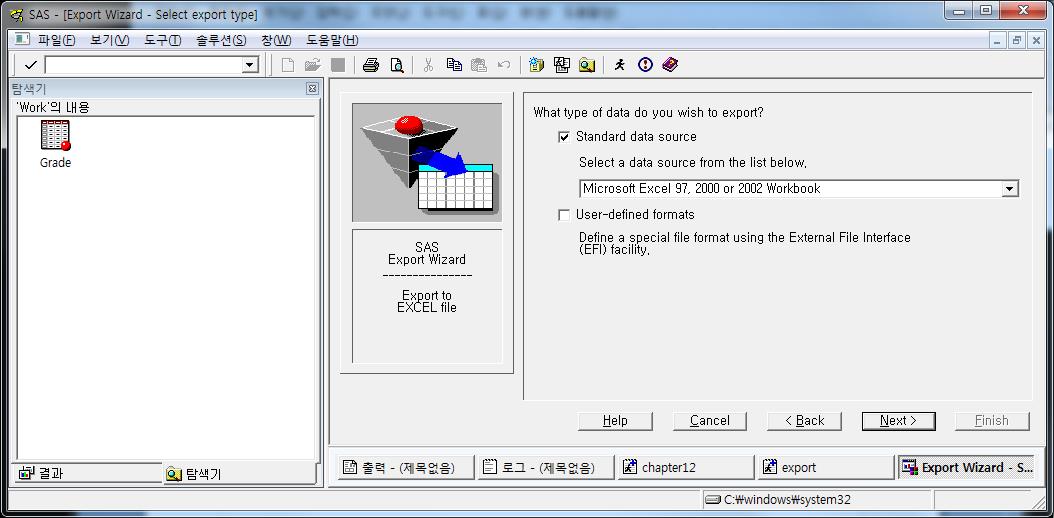 SAS - [Export Wizard - Select export type]
파일(F) 보기(V) 도구(T) 솔루션(S) 창(W) 도움말(H)
탐색기
'Work'의 내용
Grade
결과
탐색기
SAS
Export Wizard
---------------
Export to
EXCEL file
What type of data do you wish to export?
Standard data source
Select a data source from the list below.
Microsoft Excel 97, 2000 or 2002 Workbook
User-defined formats
Define a special file format using the External File Interface
(EFI) facility.
Help Cancel < Back Next > Finish
출력 - (제목없음) 로그 - (제목없음) chapter12 export Export Wizard - S...
C:₩windows₩system32